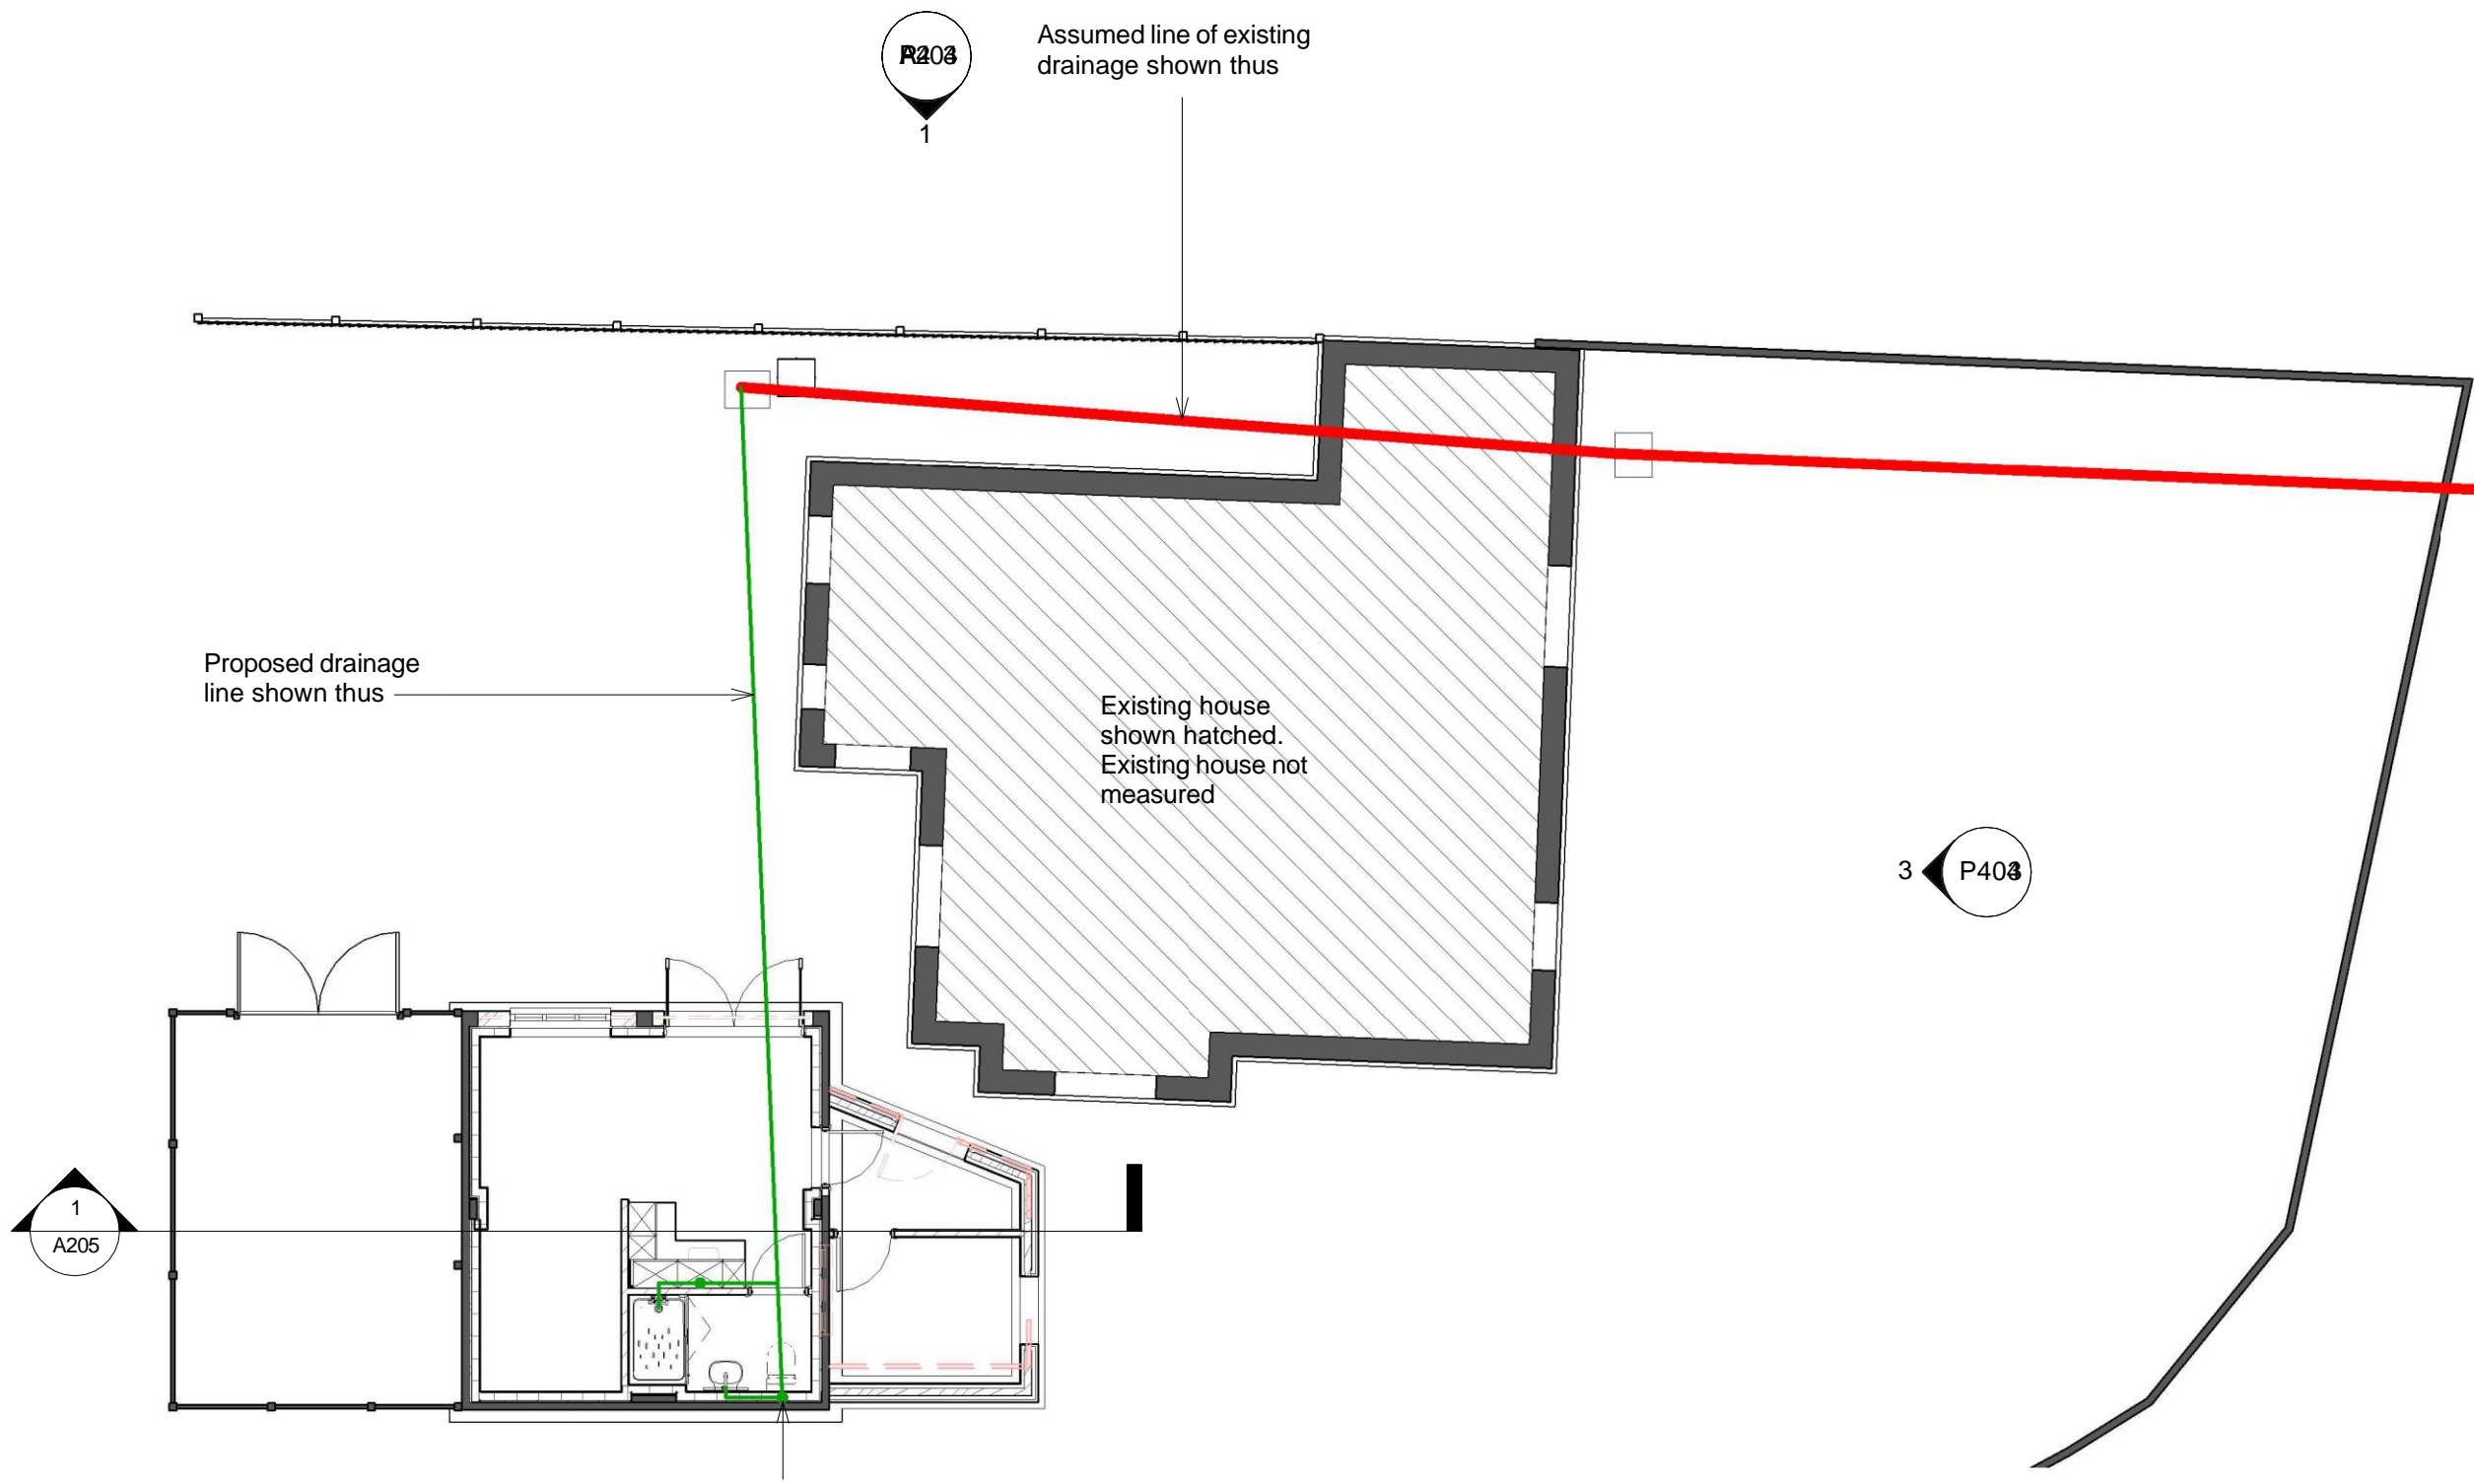 Assumed line of existing
drainage shown thus
1
Proposed drainage
line shown thus
Existing house
shown hatched.
Existing house not
measured
3
1
A205